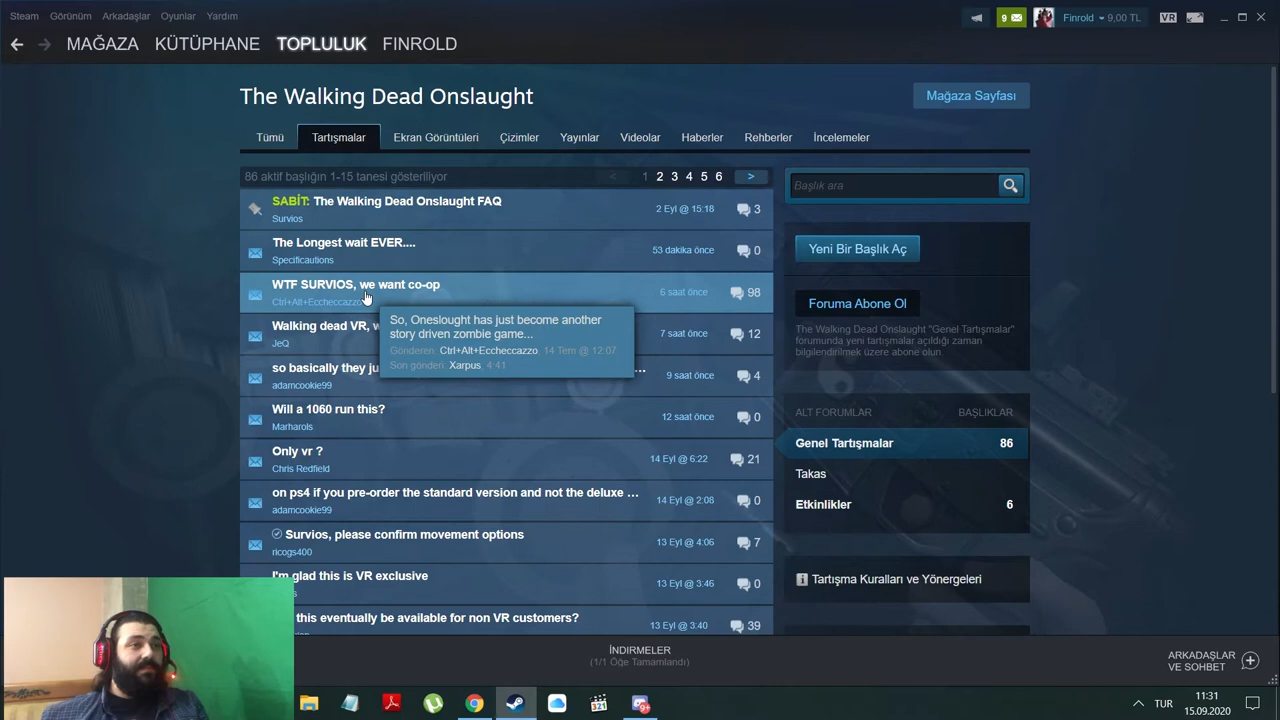 Steam Görünüm Arkadaşlar Oyunlar Yardım
9 Finrold 9,00 TL VR
MAĞAZA KÜTÜPHANE TOPLULUK FINROLD
The Walking Dead Onslaught
Mağaza Sayfası
Tümü Tartışmalar Ekran Görüntüleri Çizimler Yayınlar Videolar Haberler Rehberler İncelemeler
86 aktif başlığın 1-15 tanesi gösteriliyor < 1 2 3 4 5 6 >
SABİT: The Walking Dead Onslaught FAQ
Survios
2 Eyl @ 15:18 3
The Longest wait EVER....
Specificautions
53 dakika önce 0
WTF SURVIOS, we want co-op
Ctrl+Alt+Eccheccazzo
6 saat önce 98
So, Oneslought has just become another
story driven zombie game...
Gönderen: Ctrl+Alt+Eccheccazzo, 14 Tem @ 12:07
Son gönderi: Xarpus, 4:41
Walking dead VR, w
JeQ
7 saat önce 12
so basically they ju ...
adamcookie99
9 saat önce 4
Will a 1060 run this?
Marharols
12 saat önce 0
Only vr ?
Chris Redfield
14 Eyl @ 6:22 21
on ps4 if you pre-order the standard version and not the deluxe ...
adamcookie99
14 Eyl @ 2:08 0
Survios, please confirm movement options
ricogs400
13 Eyl @ 4:06 7
I'm glad this is VR exclusive
13 Eyl @ 3:46 0
this eventually be available for non VR customers?
13 Eyl @ 3:40 39
Başlık ara
Yeni Bir Başlık Aç
Foruma Abone Ol
The Walking Dead Onslaught "Genel Tartışmalar"
forumunda yeni tartışmalar açıldığı zaman
bilgilendirilmek üzere abone olun.
ALT FORUMLAR BAŞLIKLAR
Genel Tartışmalar 86
Takas
Etkinlikler 6
Tartışma Kuralları ve Yönergeleri
İNDİRMELER
(1/1 Öğe Tamamlandı)
ARKADAŞLAR
VE SOHBET
321
TUR
11:31
15.09.2020